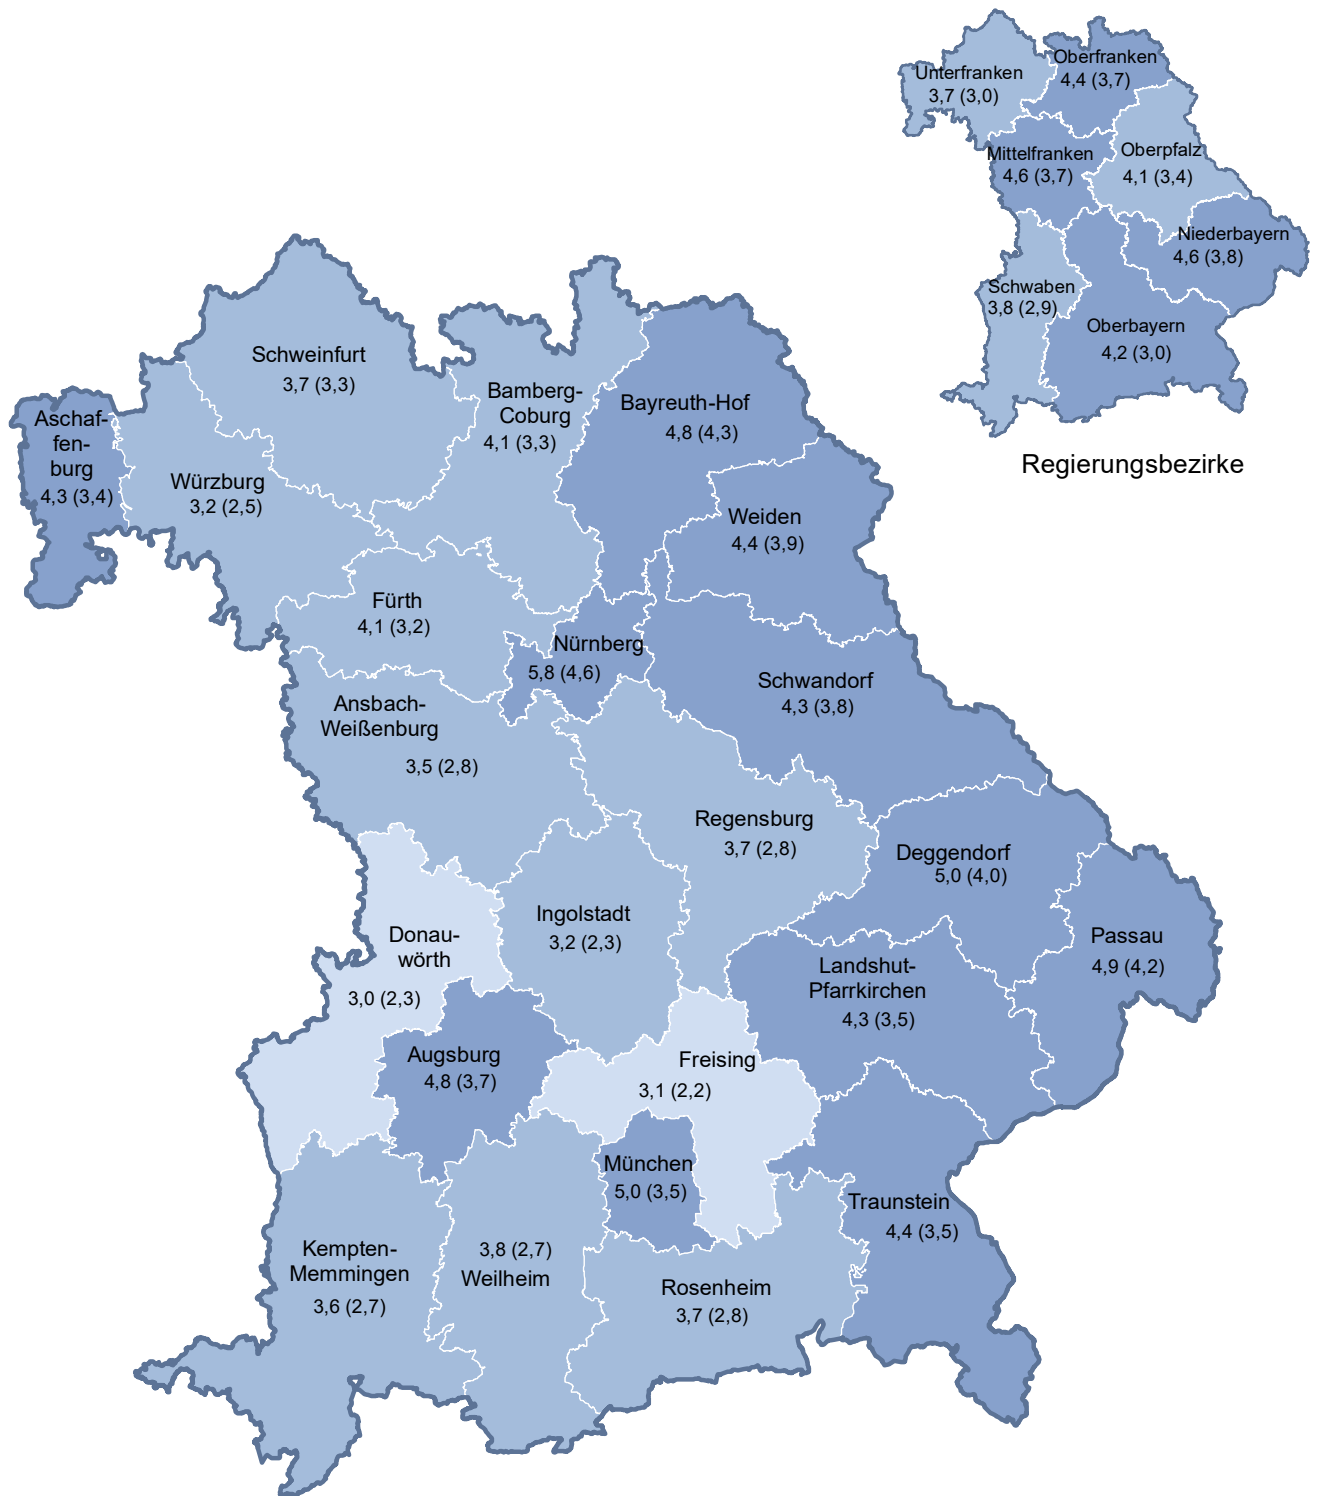 Unterfranken
3,7 (3,0)
Oberfranken
4,4 (3,7)
Mittelfranken
4,6 (3,7)
Oberpfalz
4,1 (3,4)
Niederbayern
4,6 (3,8)
Schwaben
3,8 (2,9)
Oberbayern
4,2 (3,0)
Regierungsbezirke
Schweinfurt
3,7 (3,3)
Bamberg-
Coburg
4,1 (3,3)
Bayreuth-Hof
4,8 (4,3)
Aschaf-
fen-
burg
4,3 (3,4)
Würzburg
3,2 (2,5)
Weiden
4,4 (3,9)
Fürth
4,1 (3,2)
Nürnberg
5,8 (4,6)
Schwandorf
4,3 (3,8)
Ansbach-
Weißenburg
3,5 (2,8)
Regensburg
3,7 (2,8)
Deggendorf
5,0 (4,0)
Ingolstadt
3,2 (2,3)
Donau-
wörth
3,0 (2,3)
Landshut-
Pfarrkirchen
4,3 (3,5)
Passau
4,9 (4,2)
Augsburg
4,8 (3,7)
Freising
3,1 (2,2)
München
5,0 (3,5)
Traunstein
4,4 (3,5)
Kempten-
Memmingen
3,6 (2,7)
3,8 (2,7)
Weilheim
Rosenheim
3,7 (2,8)